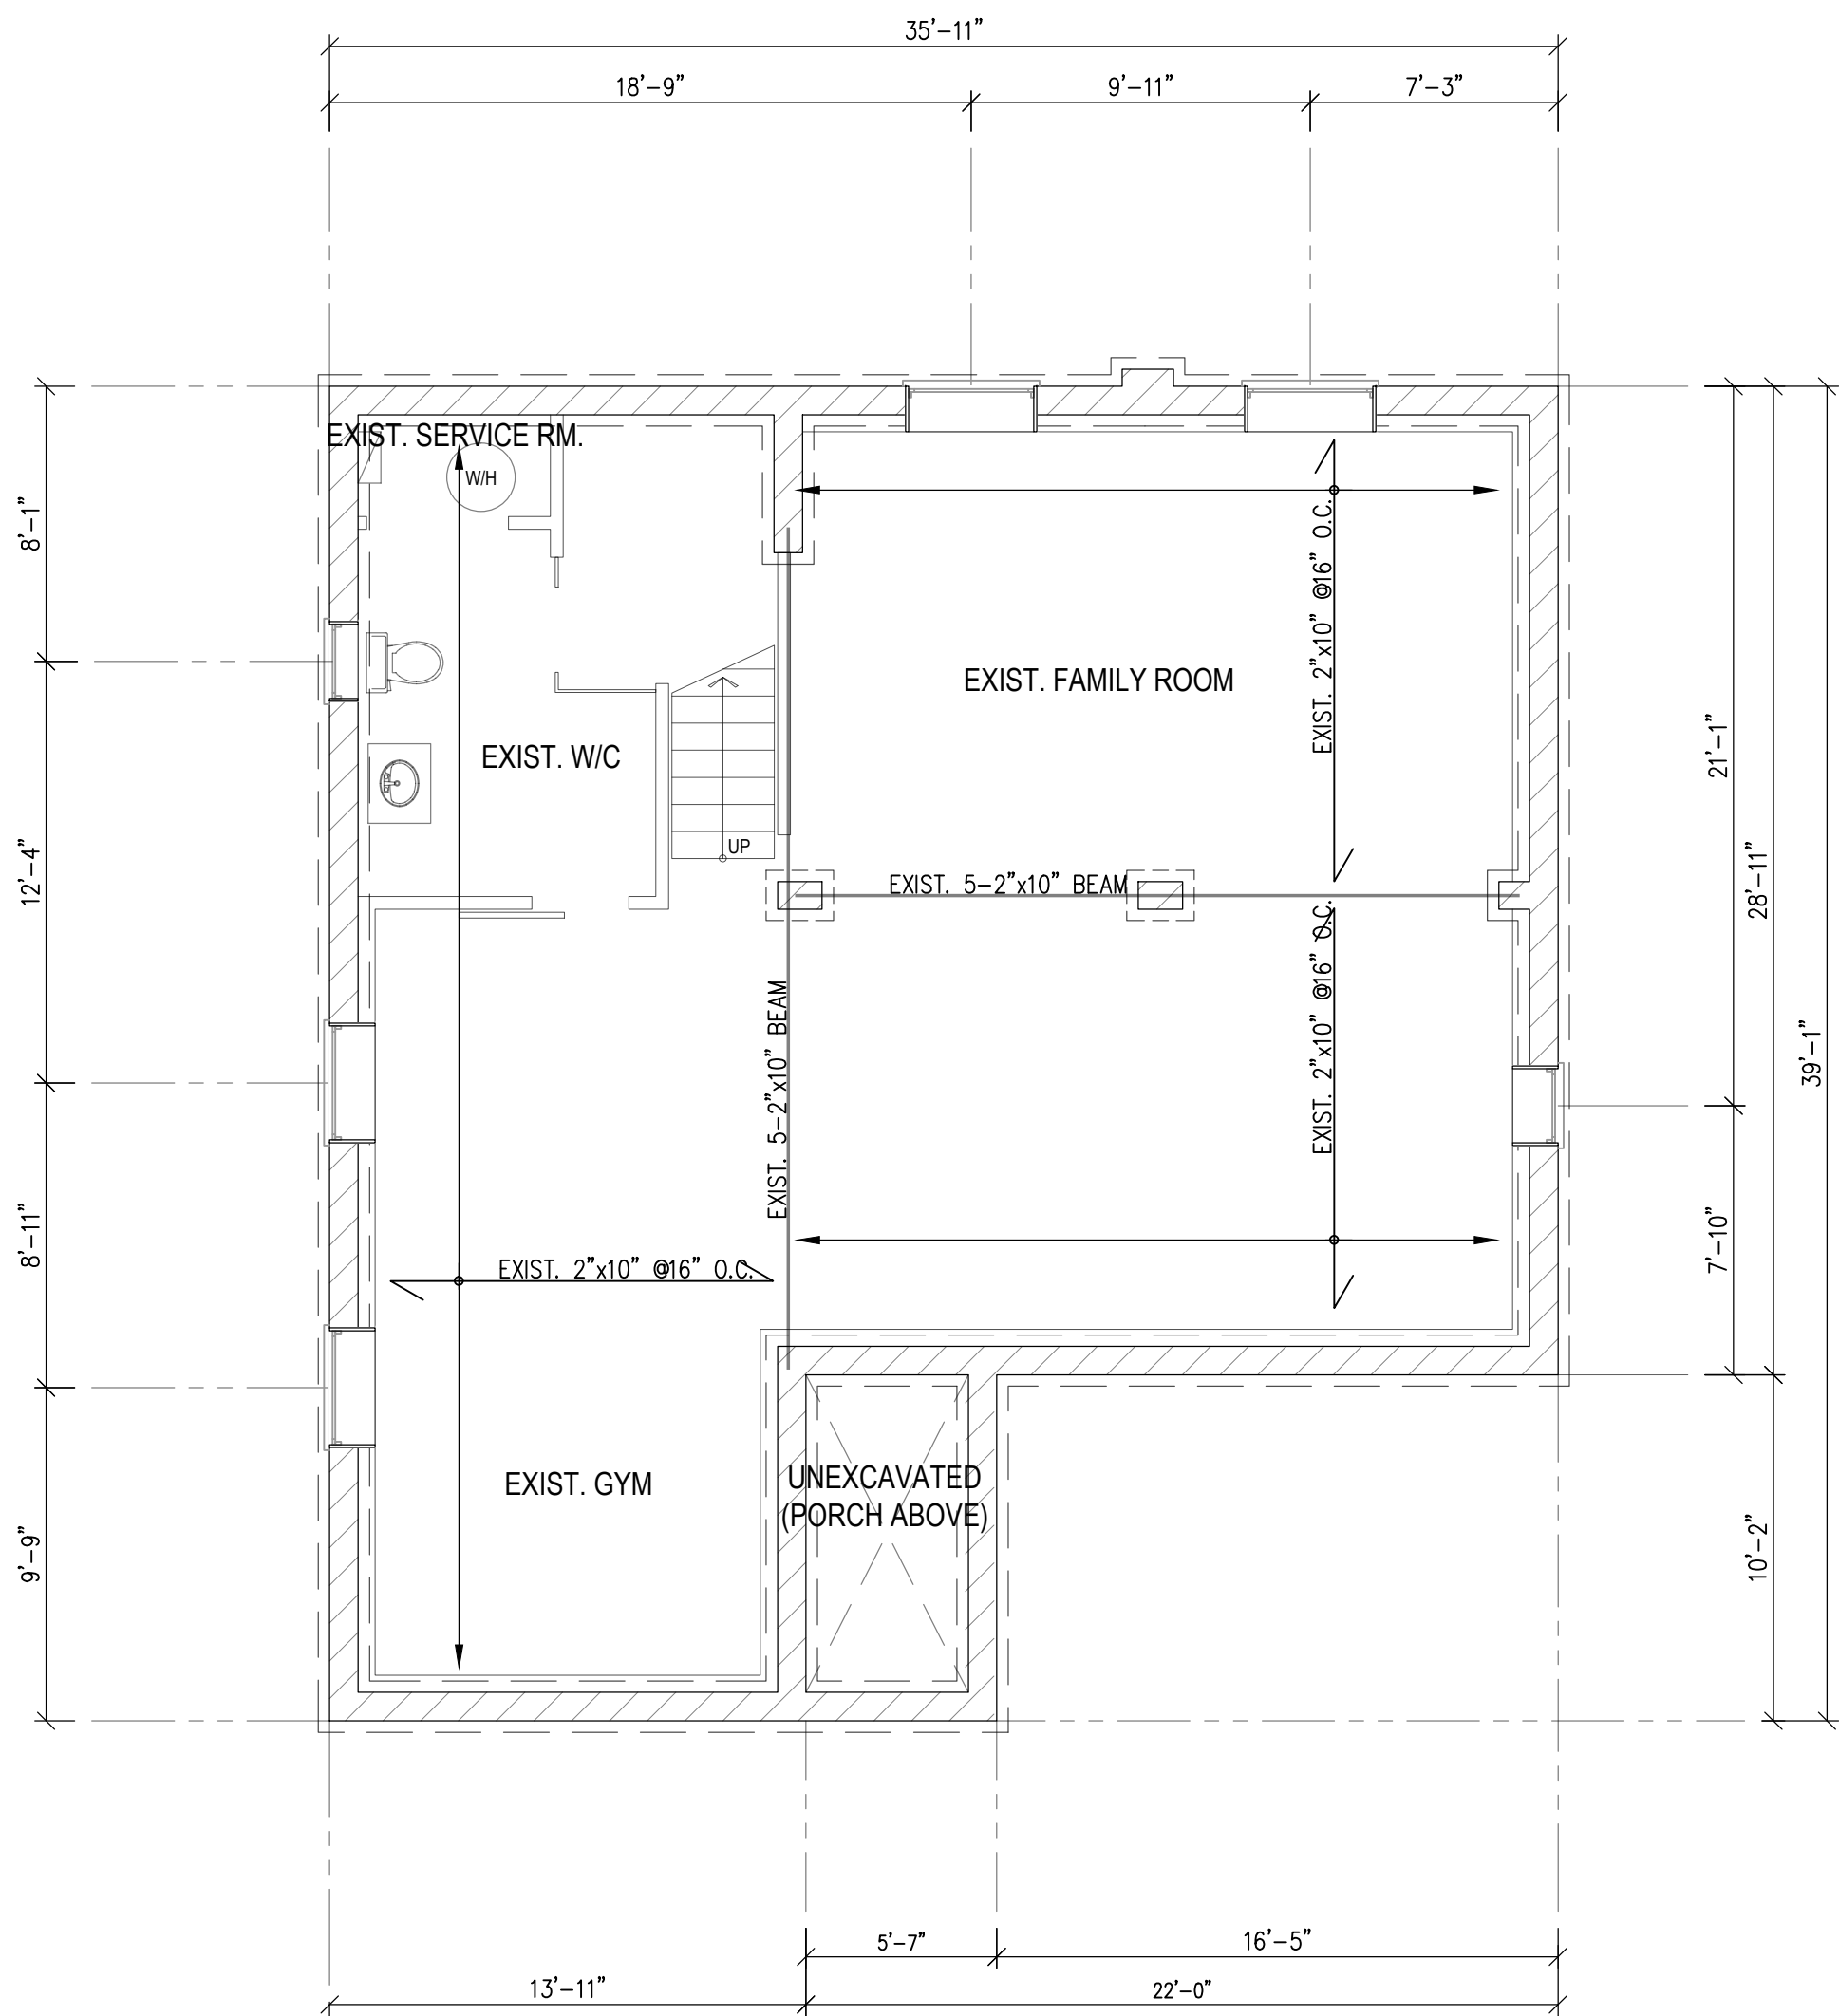 35'-11"
18'-9"
9'-11"
7'-3"
EXIST. SERVICE RM.
W/H
8'-1"
EXIST. 2"x10" @16" O.C.
EXIST. FAMILY ROOM
EXIST. W/C
21'-1"
UP
12'-4"
EXIST. 5-2"x10" BEAM
28'-11"
39'-1"
EXIST. 5-2"x10" BEAM
EXIST. 2"x10" @16" O.C.
8'-11"
7'-10"
EXIST. 2"x10" @16" O.C.
EXIST. GYM
UNEXCAVATED
(PORCH ABOVE)
9'-9"
10'-2"
5'-7"
16'-5"
13'-11"
22'-0"